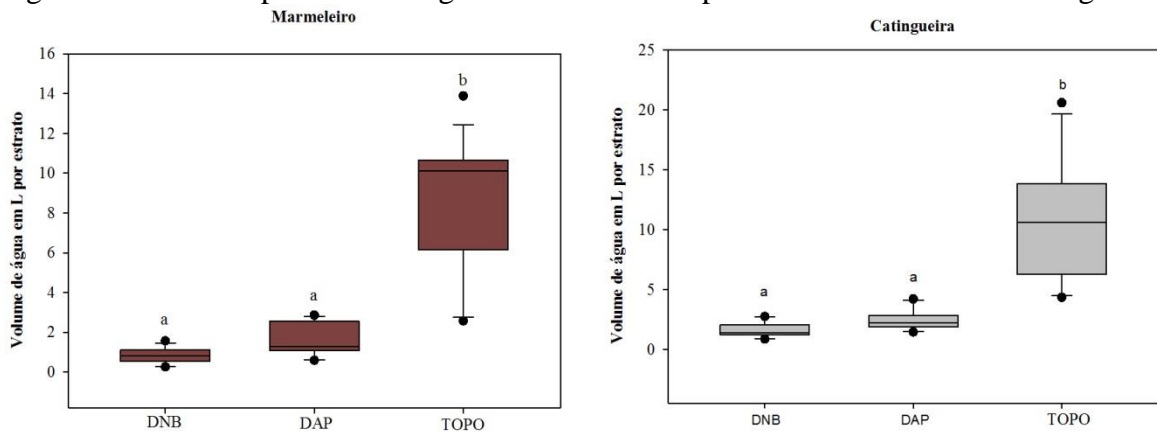 Marmeleiro
Volume de água em L por estrato
16
14
12
10
8
6
4
2
0
a
a
b
DNB
DAP
TOPO
Catingueira
Volume de água em L por estrato
25
20
15
10
5
0
a
a
b
DNB
DAP
TOPO